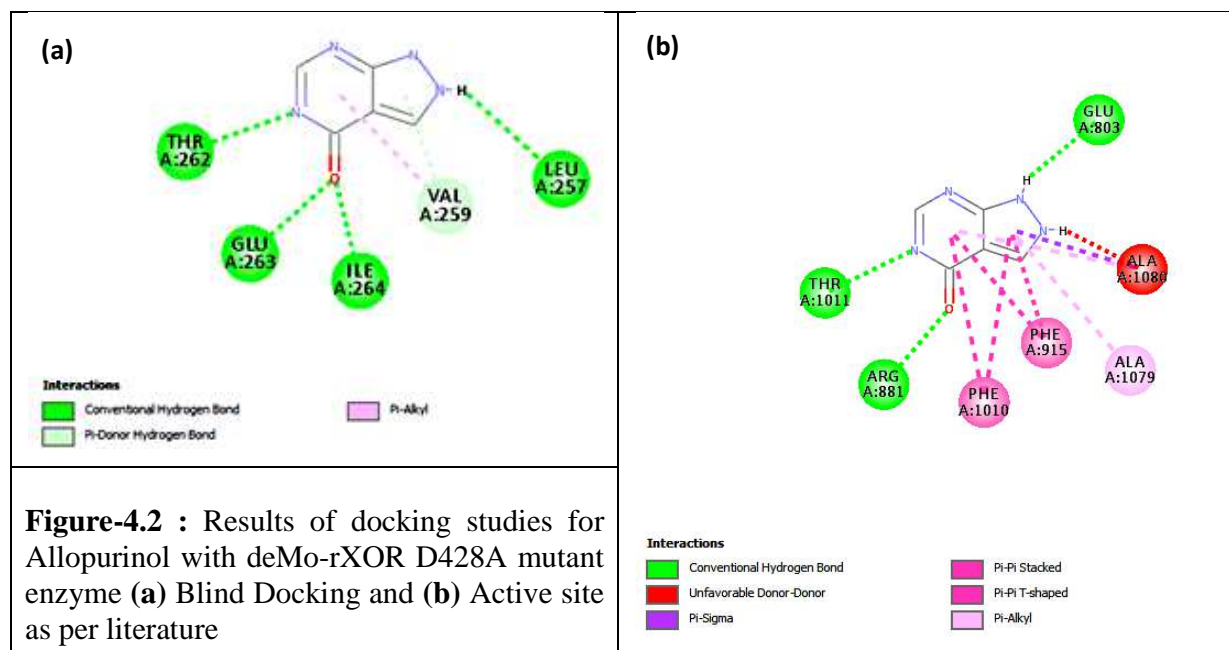 (a)
N
N
N
H
N
O
THR
A:262
LEU
A:257
VAL
A:259
GLU
A:263
ILE
A:264
Interactions
Conventional Hydrogen Bond
Pi-Donor Hydrogen Bond
Pi-Alkyl
Figure-4.2 : Results of docking studies for
Allopurinol with deMo-rXOR D428A mutant
enzyme (a) Blind Docking and (b) Active site
as per literature
(b)
GLU
A:803
H
N
N
N
H
N
O
ALA
A:1080
THR
A:1011
PHE
A:915
ALA
A:1079
ARG
A:881
PHE
A:1010
Interactions
Conventional Hydrogen Bond
Unfavorable Donor-Donor
Pi-Sigma
Pi-Pi Stacked
Pi-Pi T-shaped
Pi-Alkyl